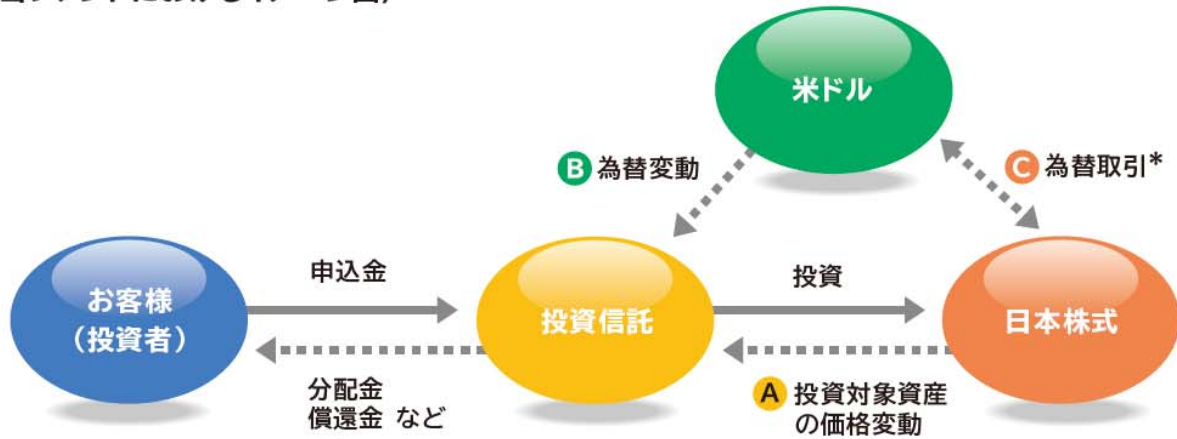 米ドル
B 為替変動
C 為替取引*
お客様
（投資者）
申込金
投資信託
投資
日本株式
分配金
償還金 など
A 投資対象資産
の価格変動